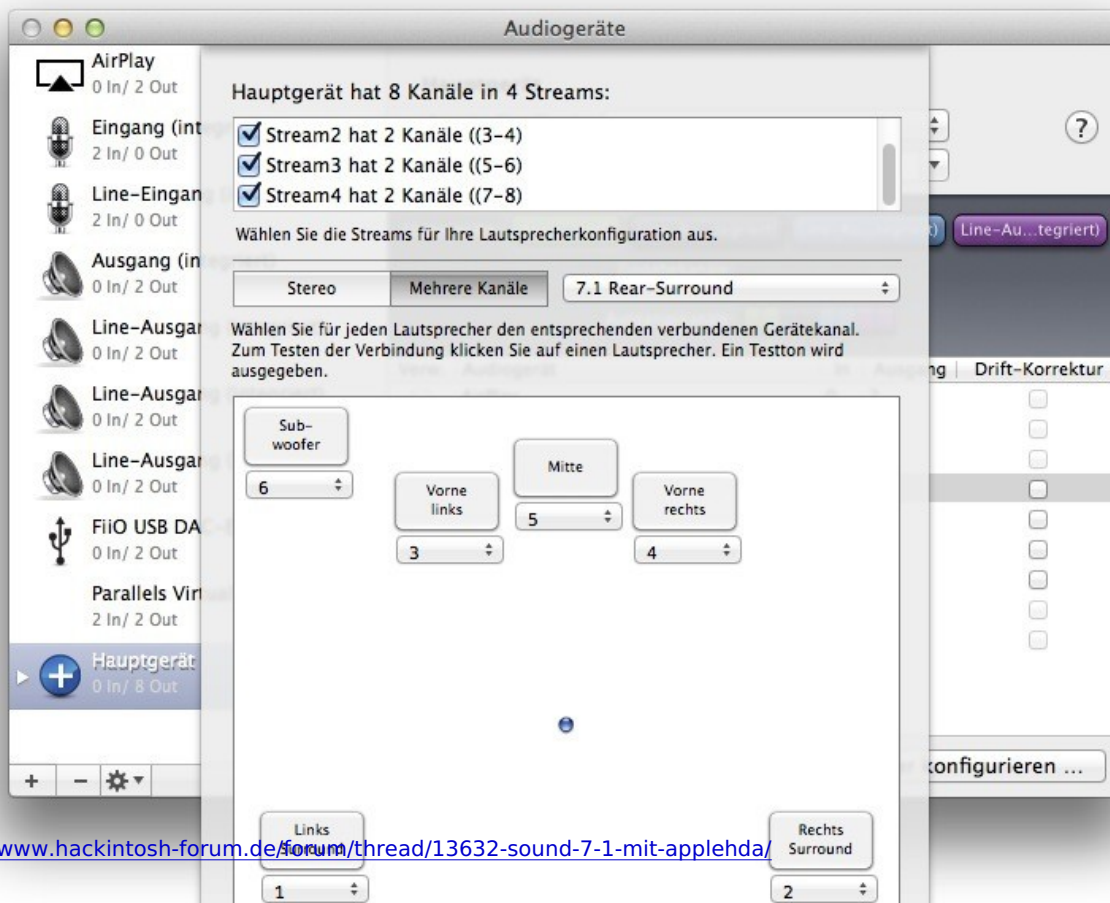 Audiogeräte
AirPlay
0 In/ 2 Out
Eingang (int
2 In/ 0 Out
Line-Eingan
2 In/ 0 Out
Ausgang (in
0 In/ 2 Out
Line-Ausgar
0 In/ 2 Out
Line-Ausgar
0 In/ 2 Out
Line-Ausgar
0 In/ 2 Out
FiiO USB DA
0 In/ 2 Out
Parallels Virt
2 In/ 2 Out
Hauptgerät
0 In/ 8 Out
+ −
Hauptgerät hat 8 Kanäle in 4 Streams:
Stream2 hat 2 Kanäle ((3-4)
Stream3 hat 2 Kanäle ((5-6)
Stream4 hat 2 Kanäle ((7-8)
Wählen Sie die Streams für Ihre Lautsprecherkonfiguration aus.
Stereo Mehrere Kanäle 7.1 Rear-Surround
Wählen Sie für jeden Lautsprecher den entsprechenden verbundenen Gerätekanal.
Zum Testen der Verbindung klicken Sie auf einen Lautsprecher. Ein Testton wird
ausgegeben.
Sub-
woofer
6
Vorne
links
3
Mitte
5
Vorne
rechts
4
Links
Surround
1
Rechts
Surround
2
?
Line-Au...tegriert)
ng Drift-Korrektur
konfigurieren ...
www.hackintosh-forum.de/forum/thread/13632-sound-7-1-mit-applehda/